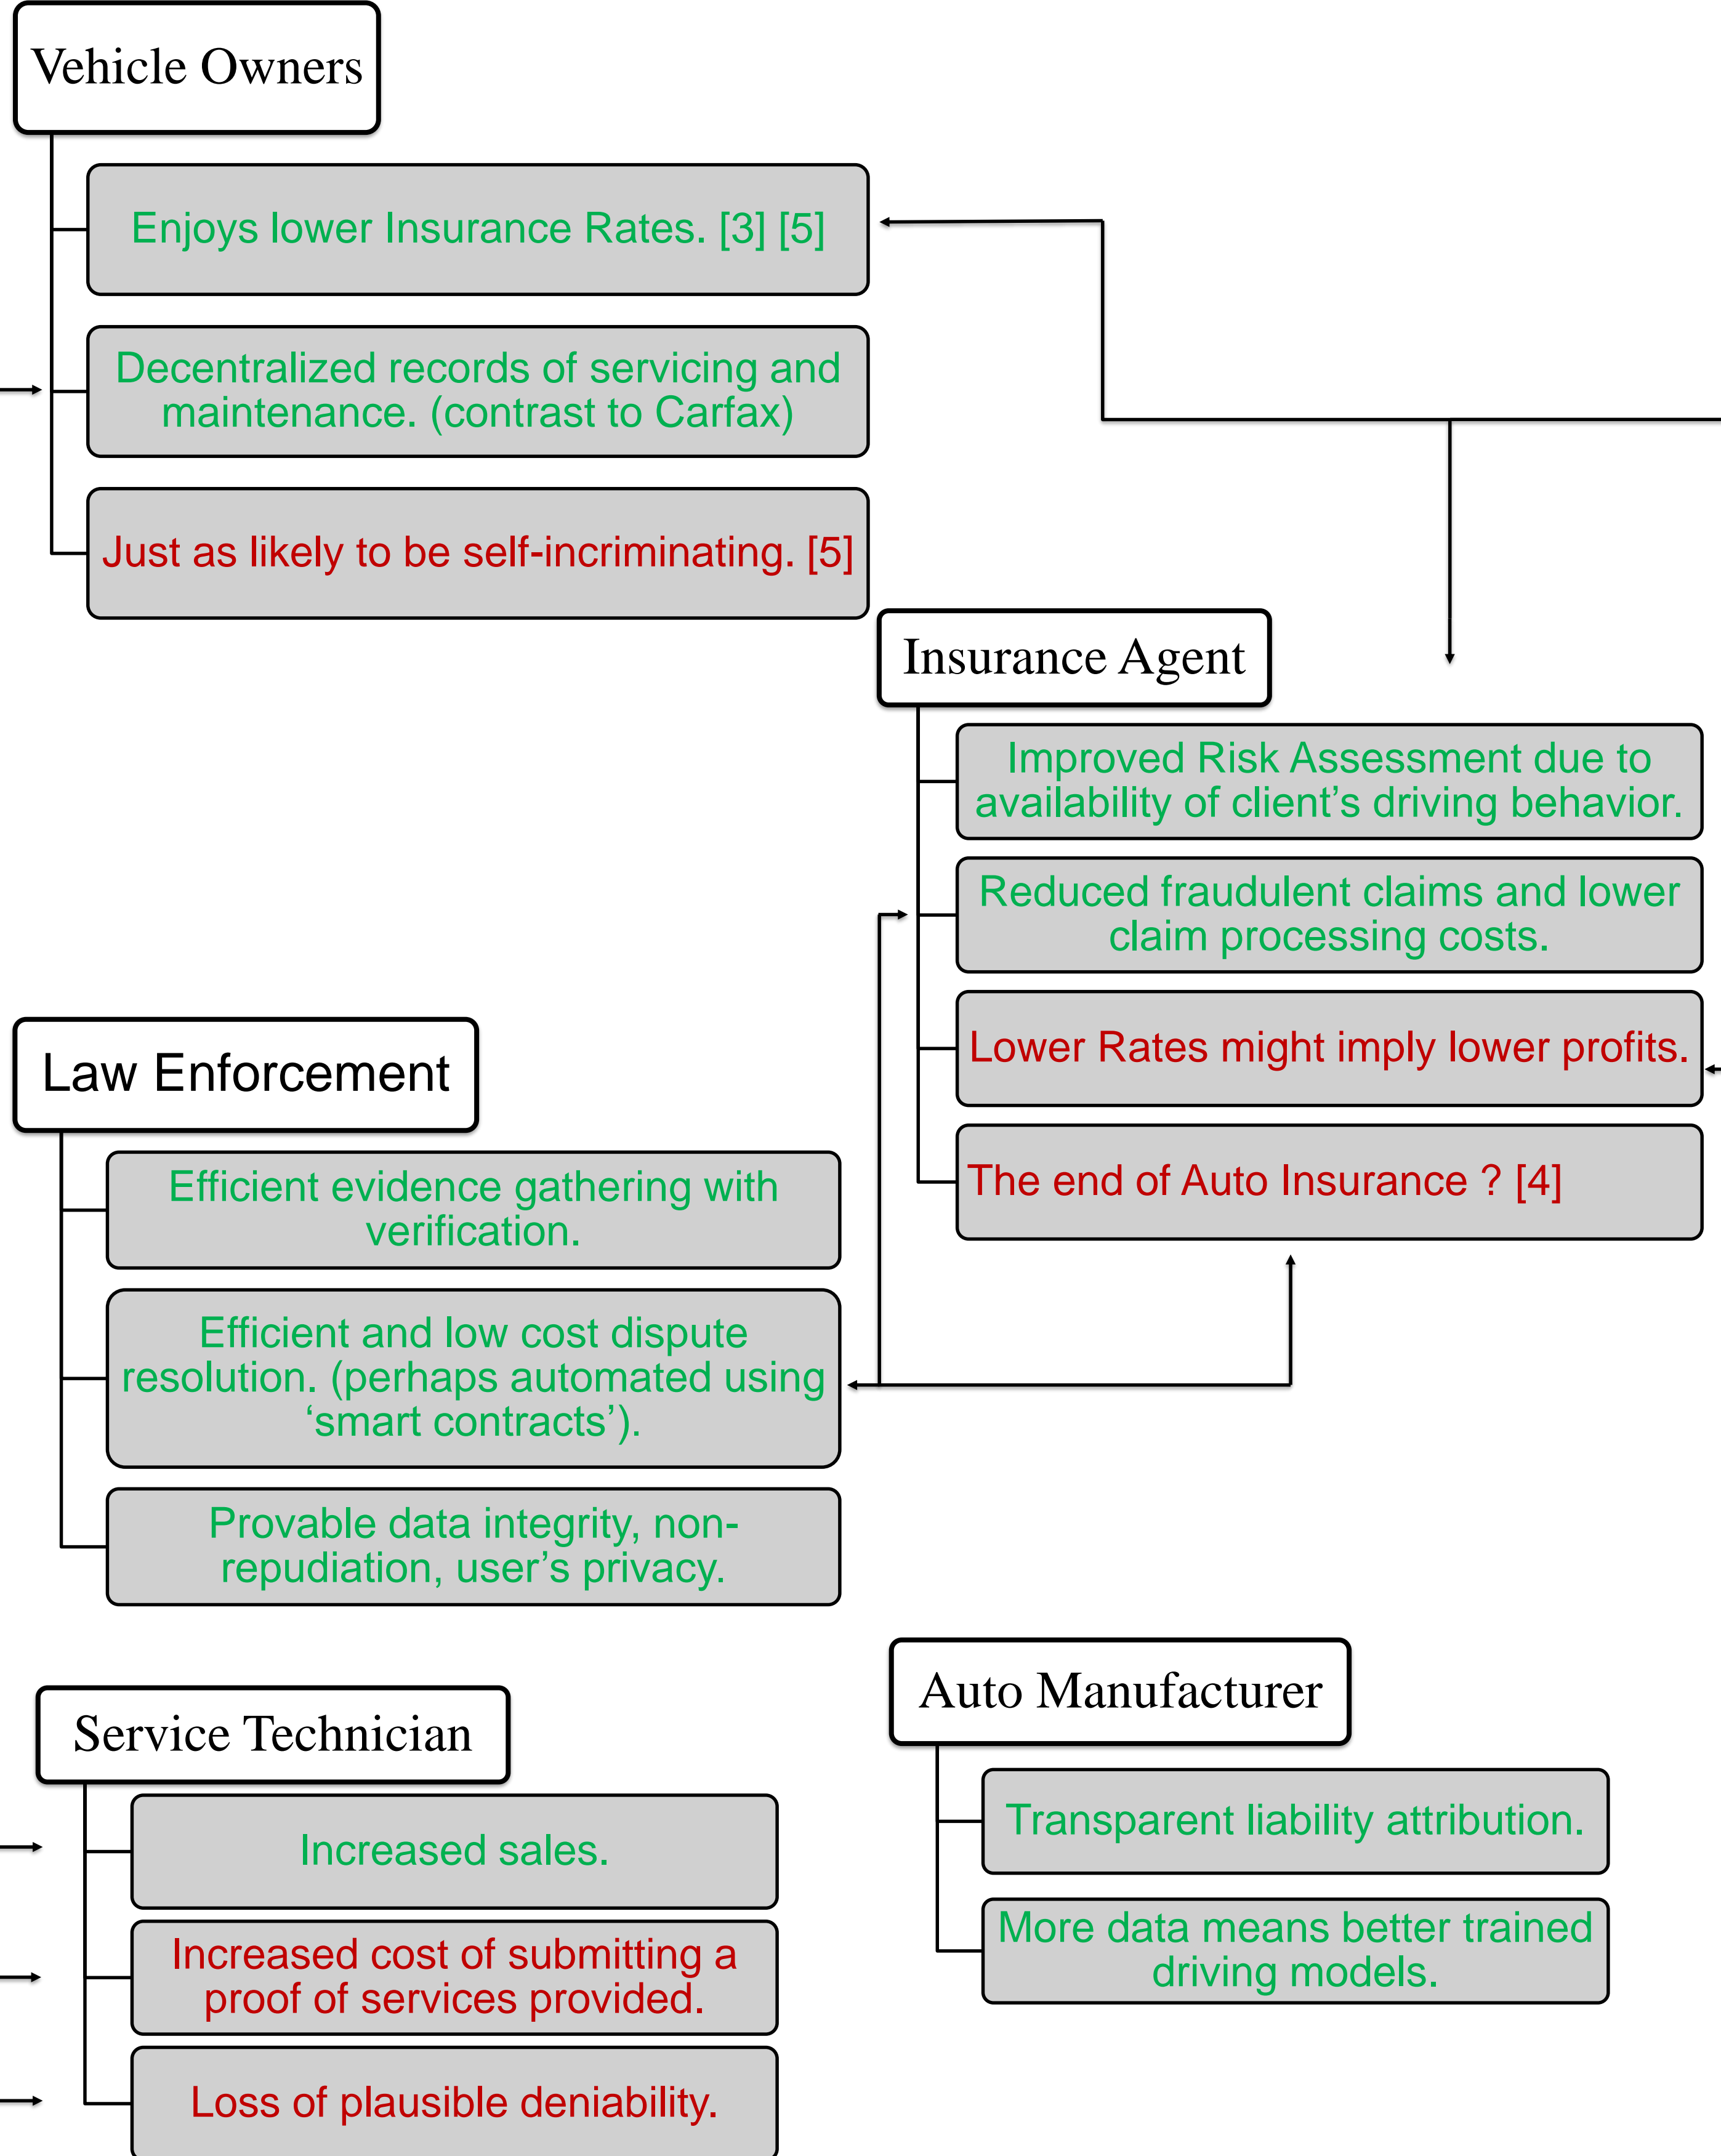 Vehicle Owners
Enjoys lower Insurance Rates. [3] [5]
Decentralized records of servicing and
maintenance. (contrast to Carfax)
Just as likely to be self-incriminating. [5]
Insurance Agent
Improved Risk Assessment due to
availability of client’s driving behavior.
Reduced fraudulent claims and lower
claim processing costs.
Lower Rates might imply lower profits.
The end of Auto Insurance ? [4]
Law Enforcement
Efficient evidence gathering with
verification.
Efficient and low cost dispute
resolution. (perhaps automated using
‘smart contracts’).
Provable data integrity, non-
repudiation, user’s privacy.
Service Technician
Increased sales.
Increased cost of submitting a
proof of services provided.
Loss of plausible deniability.
Auto Manufacturer
Transparent liability attribution.
More data means better trained
driving models.